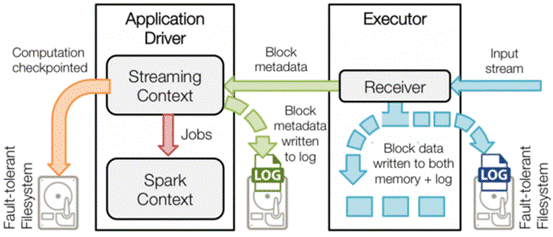 Application
Driver
Executor
Computation
checkpointed
Streaming
Context
Block
metadata
Receiver
Input
stream
Jobs
Block
metadata
written
to log
Block data
written to both
memory + log
Spark
Context
LOG
LOG
Fault-tolerant
Filesystem
Fault-tolerant
Filesystem